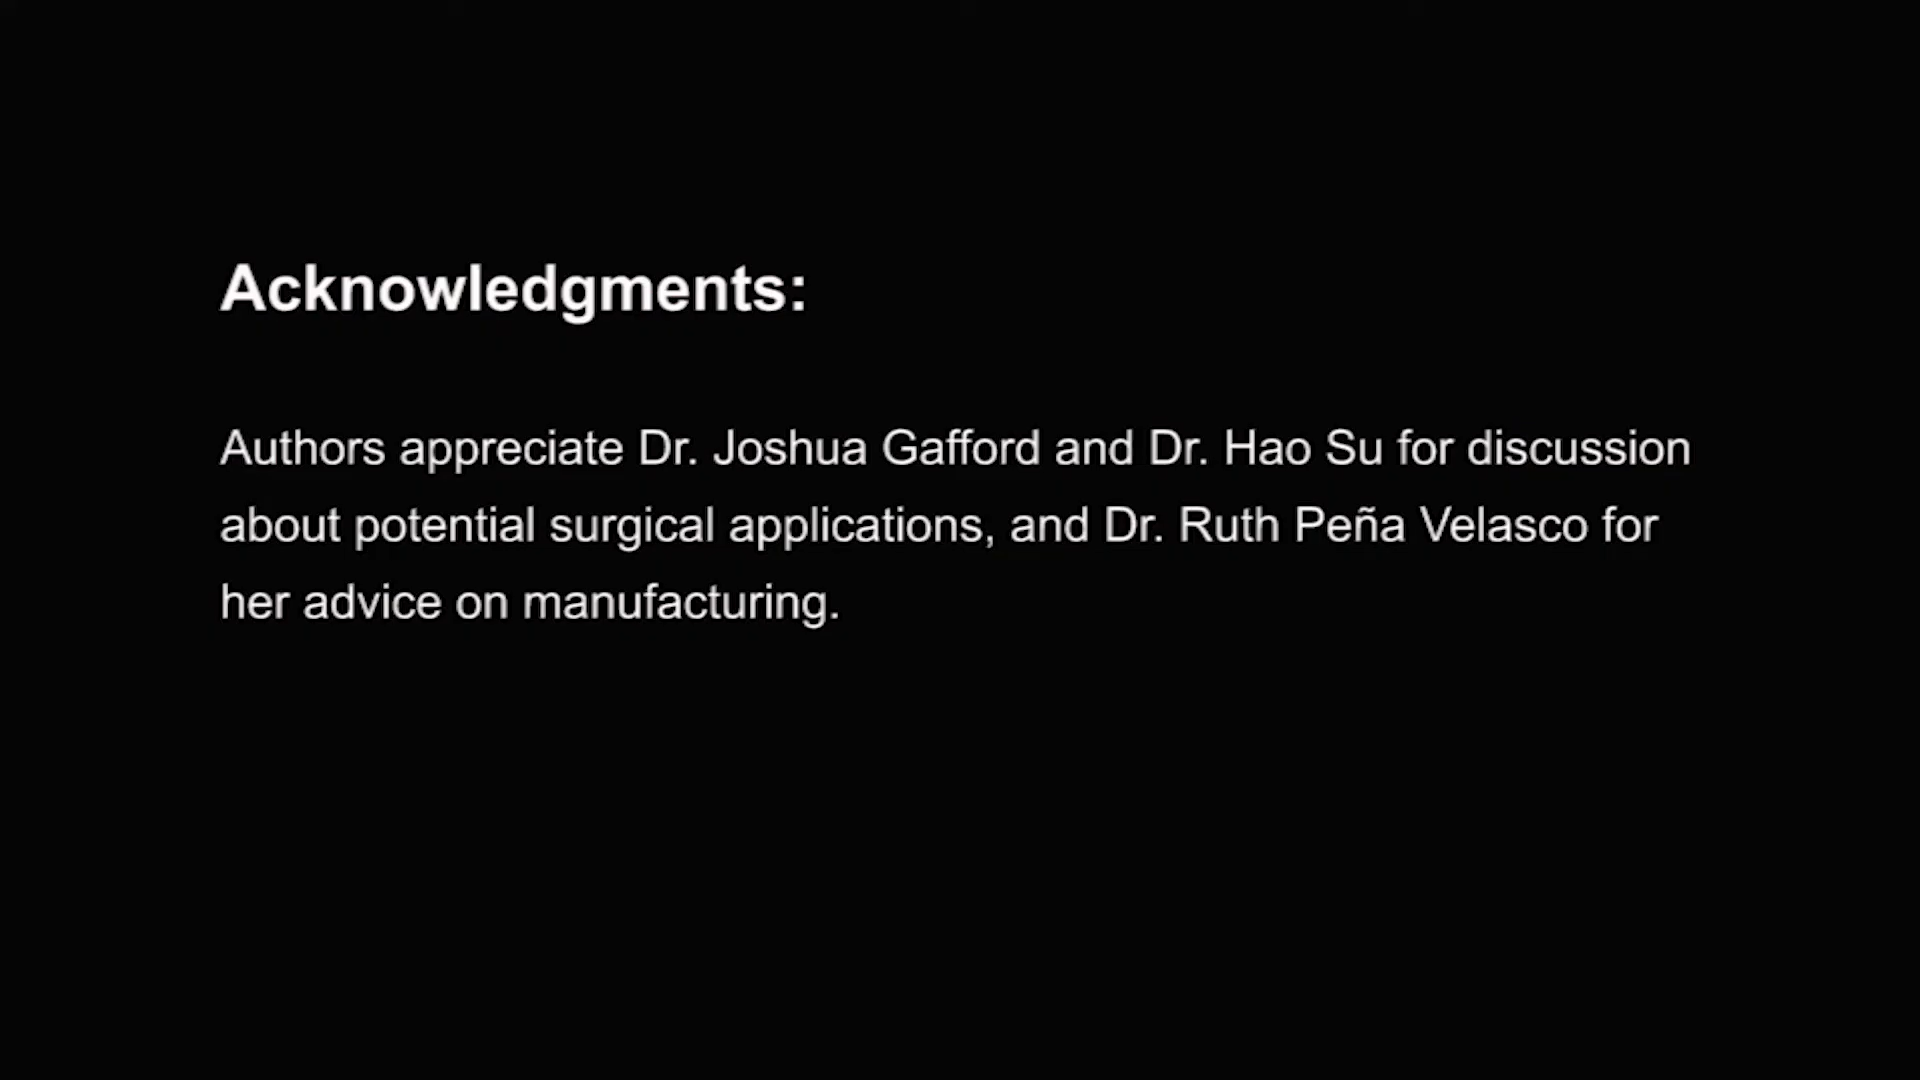 Acknowledgments:
Authors appreciate Dr. Joshua Gafford and Dr. Hao Su for discussion
about potential surgical applications, and Dr. Ruth Peña Velasco for
her advice on manufacturing.